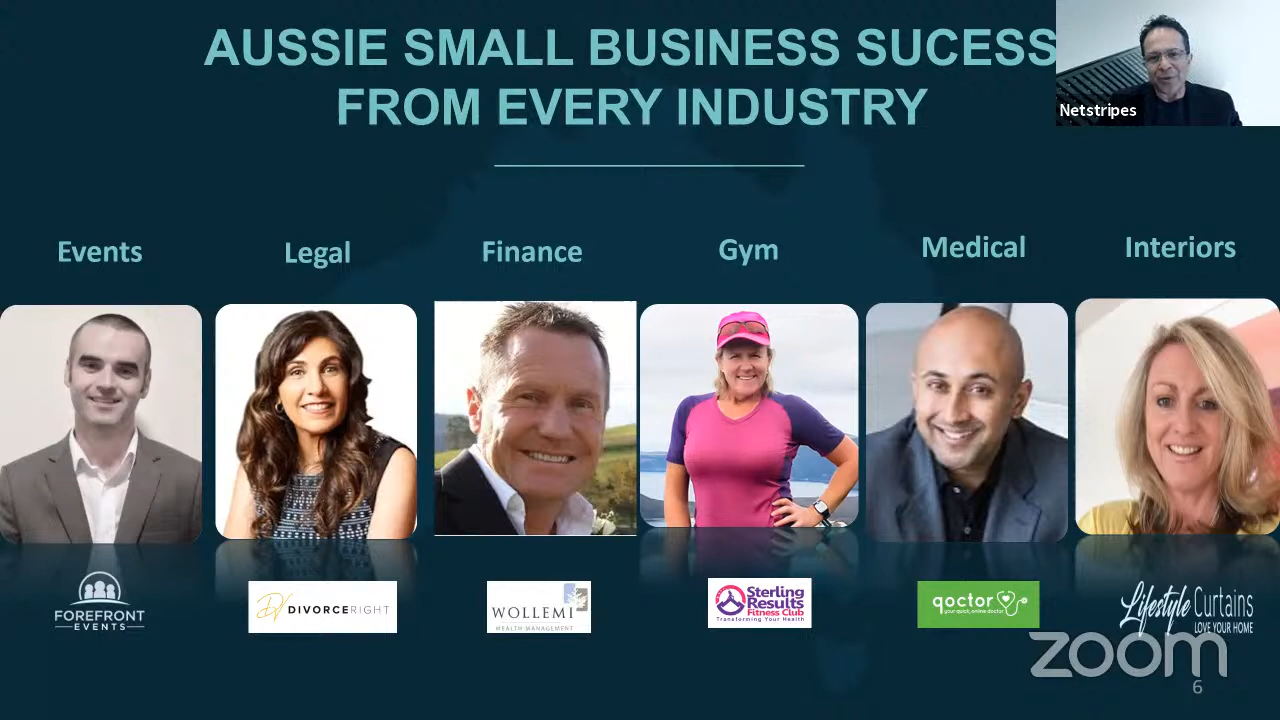 AUSSIE SMALL BUSINESS SUCESS
FROM EVERY INDUSTRY
Netstripes
Events
Legal
Finance
Gym
Medical
Interiors
FOREFRONT
EVENTS
DR DIVORCERIGHT
WOLLEMI
WEALTH MANAGEMENT
Sterling
Results
Fitness Club
Transforming Your Health
qoctor
your quick, online doctor
Lifestyle Curtains
LOVE YOUR HOME
zoom
6